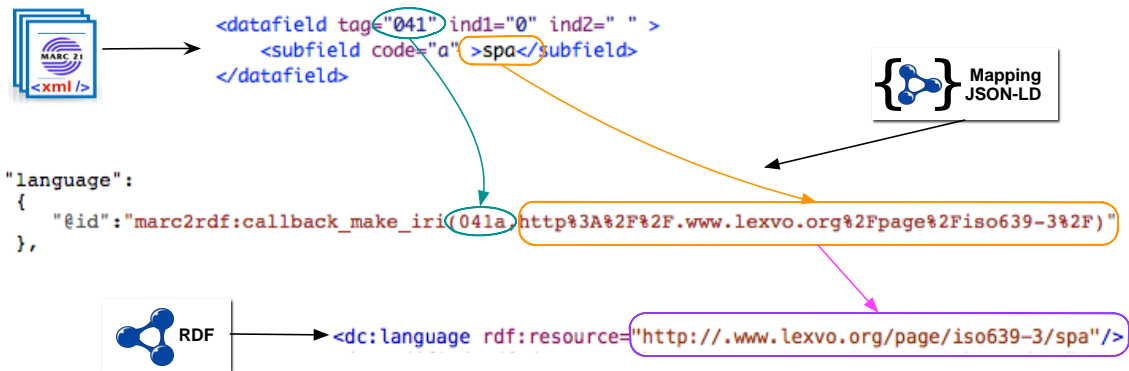 <datafield tag="041" ind1="0" ind2=" " >
<subfield code="a" >spa</subfield>
</datafield>
MARC 21
<xml/>
Mapping
JSON-LD
"language":
{
"@id":"marc2rdf:callback_make_iri(041a,http%3A%2F%2F.www.lexvo.org%2Fpage%2Fiso639-3%2F)"
},
RDF
<dc:language rdf:resource="http://.www.lexvo.org/page/iso639-3/spa"/>